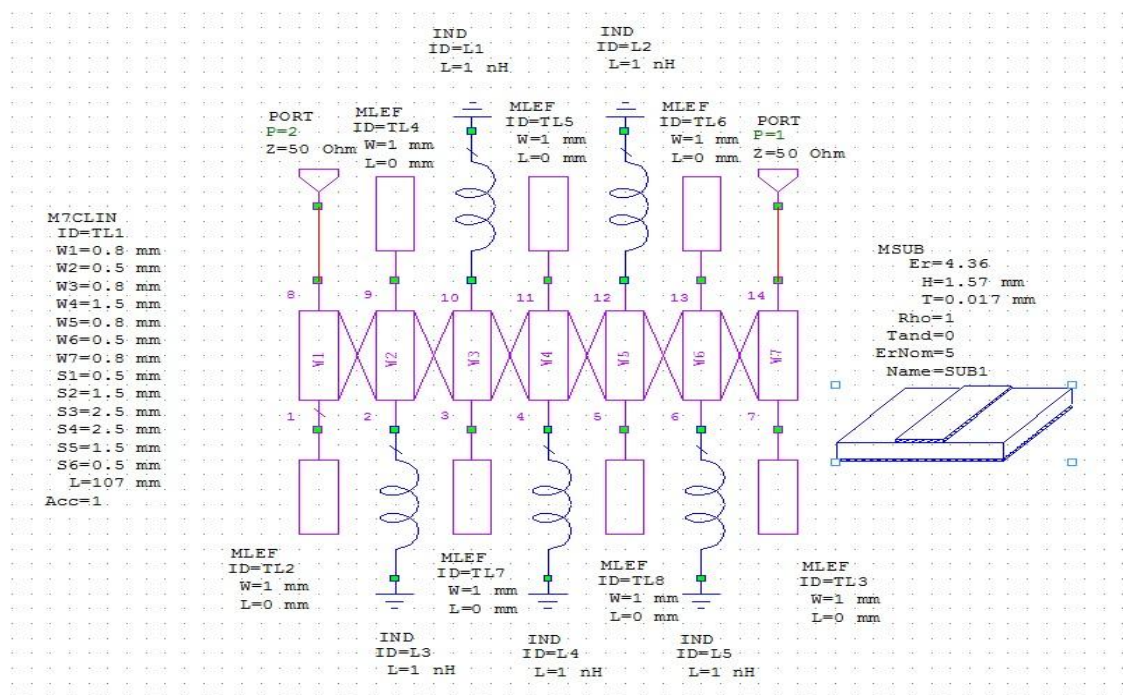 IND
ID=L1
L=1 nH
IND
ID=L2
L=1 nH
PORT
P=2
Z=50 Ohm
MLEF
ID=TL4
W=1 mm
L=0 mm
MLEF
ID=TL5
W=1 mm
L=0 mm
MLEF
ID=TL6
W=1 mm
L=0 mm
PORT
P=1
Z=50 Ohm
M7CLIN
ID=TL1
W1=0.8 mm
W2=0.5 mm
W3=0.8 mm
W4=1.5 mm
W5=0.8 mm
W6=0.5 mm
W7=0.8 mm
S1=0.5 mm
S2=1.5 mm
S3=2.5 mm
S4=2.5 mm
S5=1.5 mm
S6=0.5 mm
L=107 mm
Acc=1
8 9 10 11 12 13 14
W1 W2 W3 W4 W5 W6 W7
1 2 3 4 5 6 7
MSUB
Er=4.36
H=1.57 mm
T=0.017 mm
Rho=1
Tand=0
ErNom=5
Name=SUB1
MLEF
ID=TL2
W=1 mm
L=0 mm
MLEF
ID=TL7
W=1 mm
L=0 mm
MLEF
ID=TL8
W=1 mm
L=0 mm
MLEF
ID=TL3
W=1 mm
L=0 mm
IND
ID=L3
L=1 nH
IND
ID=L4
L=1 nH
IND
ID=L5
L=1 nH